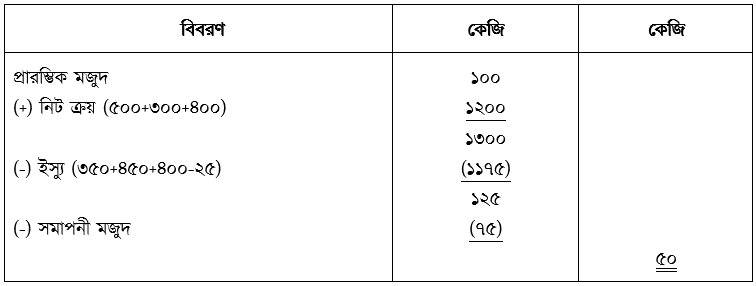 বিবরণ কেজি কেজি
প্রারম্ভিক মজুদ ১০০
(+) নিট ক্রয় (৫০০+৩০০+৪০০) ১২০০
১৩০০
(-) ইস্যু (৩৫০+৪৫০+৪০০-২৫) (১১৭৫)
১২৫
(-) সমাপনী মজুদ (৭৫)
৫০